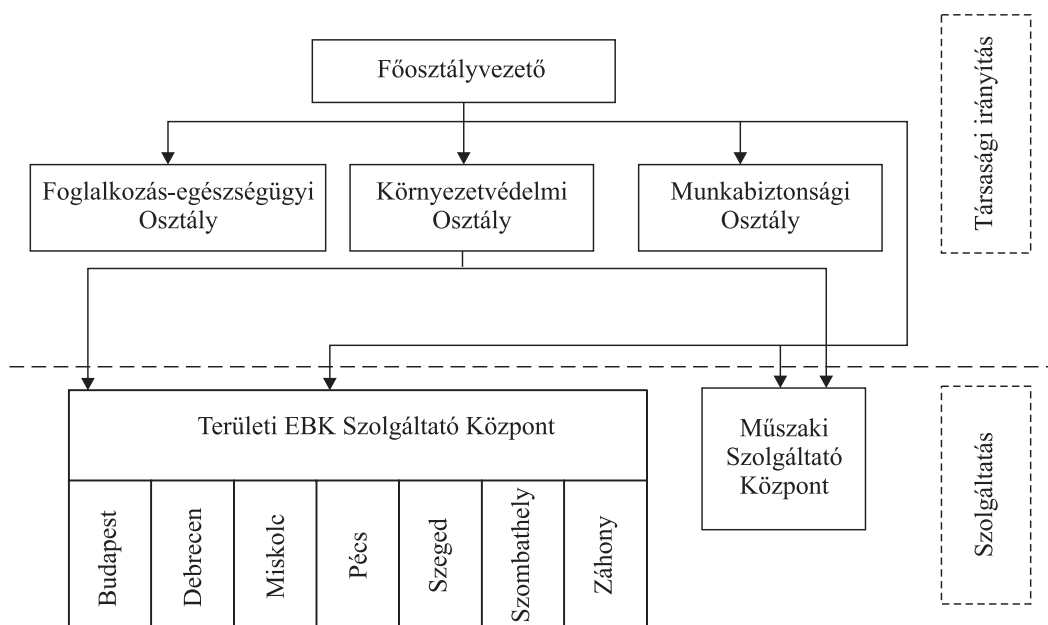 Főosztályvezető
Társasági irányítás
Foglalkozás-egészségügyi
Osztály
Környezetvédelmi
Osztály
Munkabiztonsági
Osztály
Területi EBK Szolgáltató Központ
Műszaki
Szolgáltató
Központ
Szolgáltatás
Budapest
Debrecen
Miskolc
Pécs
Szeged
Szombathely
Záhony